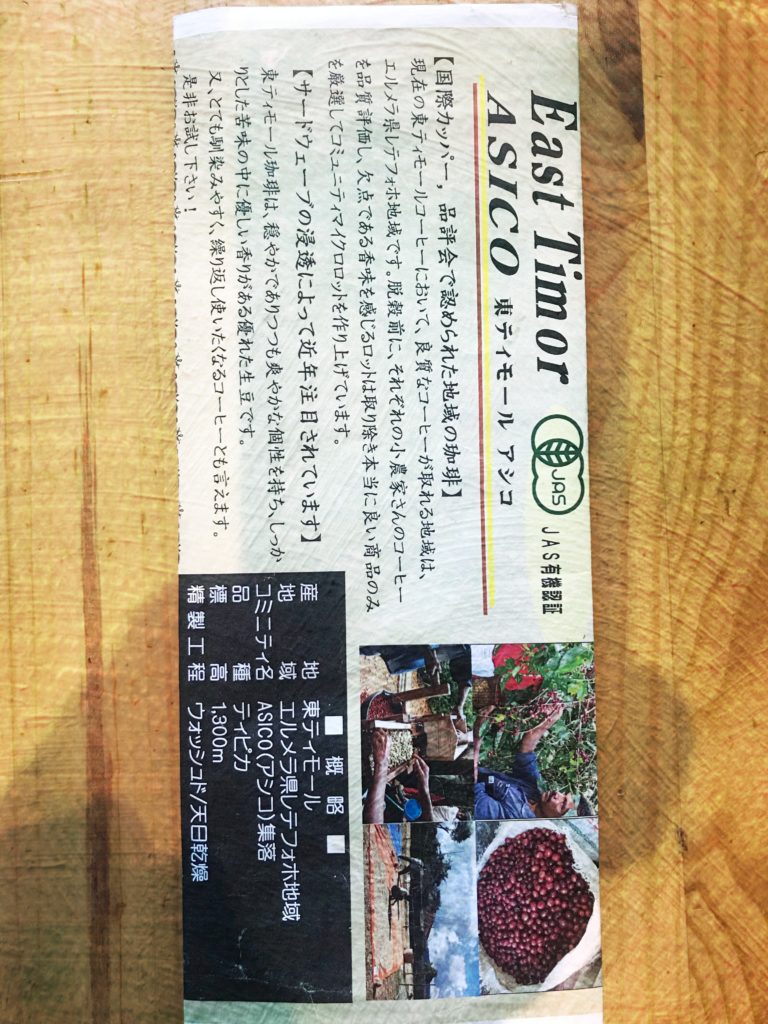 East Timor
JAS
JAS有機認証
ASICO 東ティモール アシコ
【国際カッパー，品評会で認められた地域の珈琲】
現在の東ティモールコーヒーにおいて、良質なコーヒーが取れる地域は、
エルメラ県レテフォホ地域です。脱穀前に、それぞれの小農家さんのコーヒー
を品質評価し、欠点である香味を感じるロットは取り除き本当に良い商品のみ
を厳選してコミュニティマイクロロットを作り上げています。
【サードウェーブの浸透によって近年注目されています】
東ティモール珈琲は、穏やかでありつつも爽やかな個性を持ち、しっか
りとした苦味の中に優しい香りがある優れた生豆です。
又、とても馴染みやすく、繰り返し使いたくなるコーヒーとも言えます。
是非お試し下さい！
■ 概略 ■
産地 東ティモール
地域 エルメラ県レテフォホ地域
コミニティ名 ASICO(アシコ)集落
品種 ティピカ
標高 1,300m
精製工程 ウォッシュド/天日乾燥